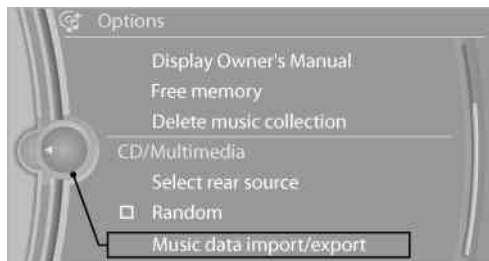 Options
Display Owner's Manual
Free memory
Delete music collection
CD/Multimedia
Select rear source
Random
Music data import/export